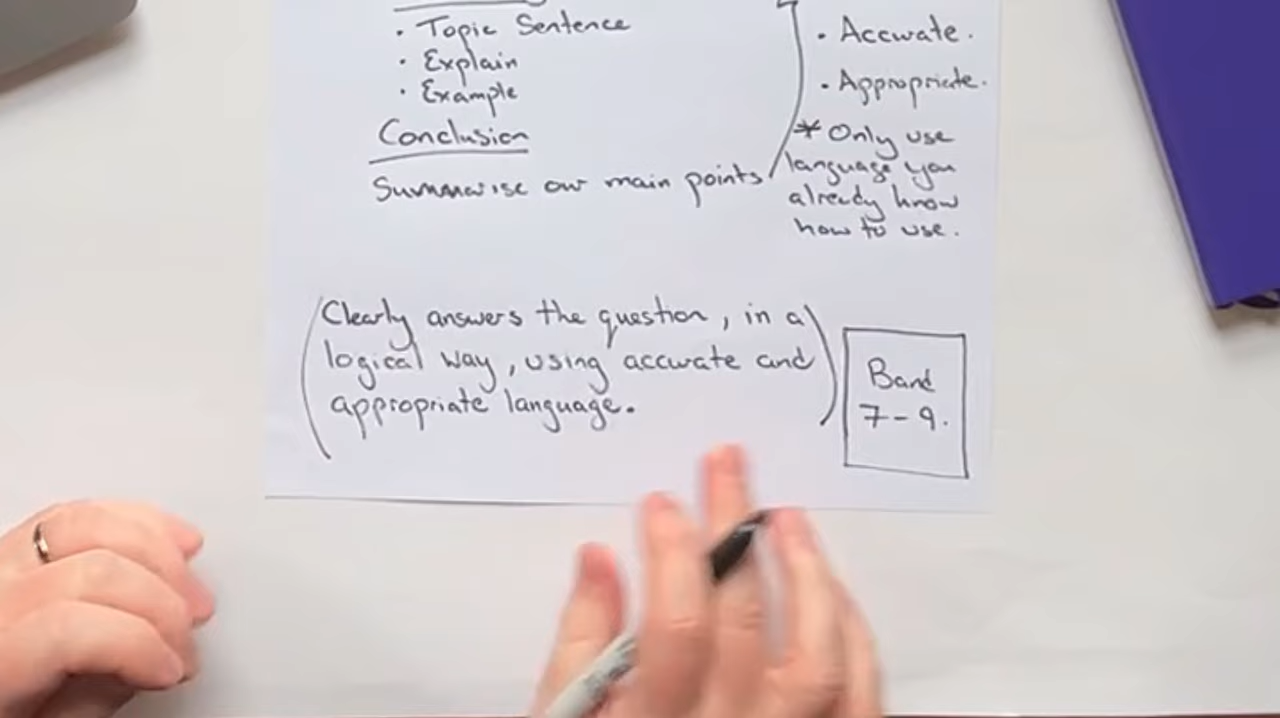 • Topic Sentence
• Explain
• Example
Conclusion
Summarise our main points
• Accurate.
• Appropriate.
* Only use
language you
already know
how to use.
(Clearly answers the question, in a
logical way, using accurate and
appropriate language.)
Band
7-9.